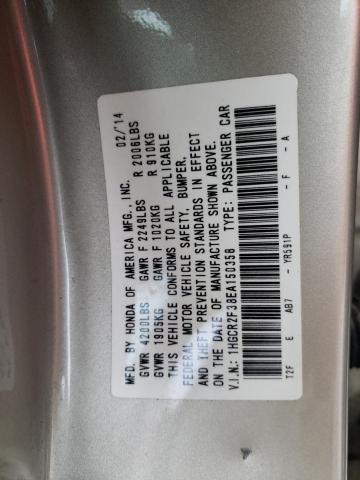 MFD. BY HONDA OF AMERICA MFG., INC. 02/'14
GVWR 4200LBS GAWR F 2249LBS R 2006LBS
GVWR 1905KG GAWR F 1020KG R 910KG
THIS VEHICLE CONFORMS TO ALL APPLICABLE
FEDERAL MOTOR VEHICLE SAFETY, BUMPER,
AND THEFT PREVENTION STANDARDS IN EFFECT
ON THE DATE OF MANUFACTURE SHOWN ABOVE.
V.I.N.: 1HGCR2F38EA150358 TYPE: PASSENGER CAR
T2F E AB7 - YR591P - F - A